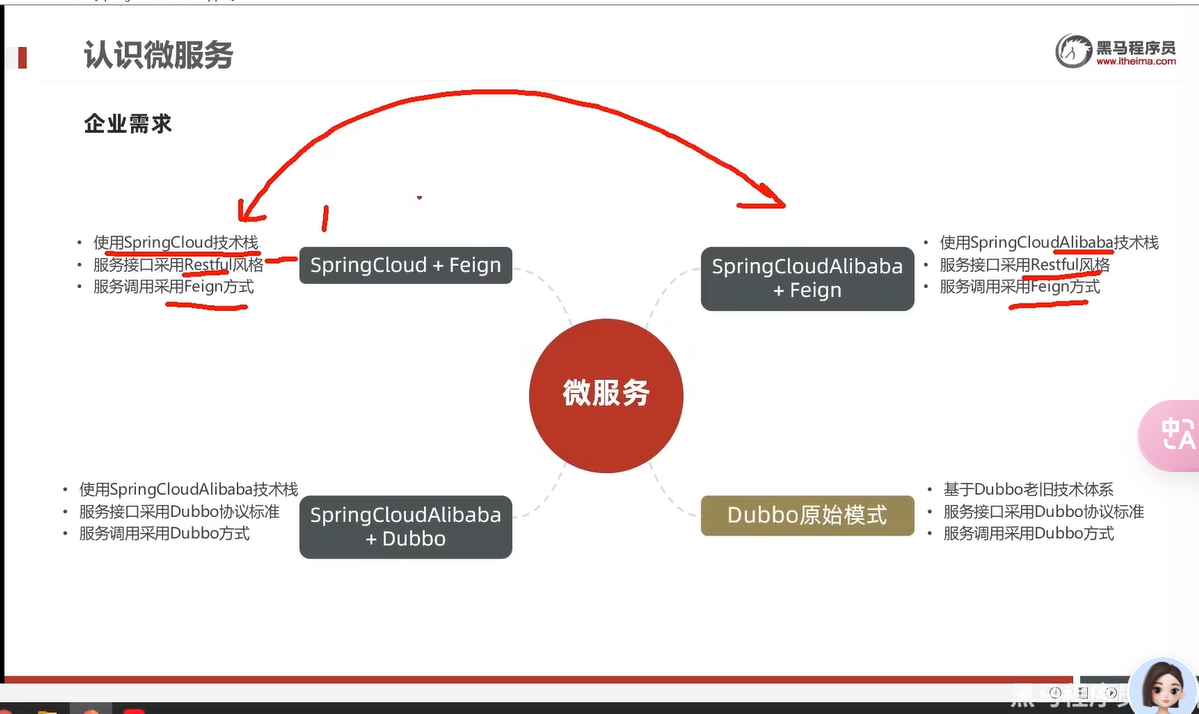 认识微服务
黑马程序员
www.itheima.com
企业需求
使用SpringCloud技术栈
服务接口采用Restful风格
服务调用采用Feign方式
SpringCloud + Feign
SpringCloudAlibaba
+ Feign
使用SpringCloudAlibaba技术栈
服务接口采用Restful风格
服务调用采用Feign方式
微服务
中
A
使用SpringCloudAlibaba技术栈
服务接口采用Dubbo协议标准
服务调用采用Dubbo方式
SpringCloudAlibaba
+ Dubbo
Dubbo原始模式
基于Dubbo老旧技术体系
服务接口采用Dubbo协议标准
服务调用采用Dubbo方式
黑马程序员